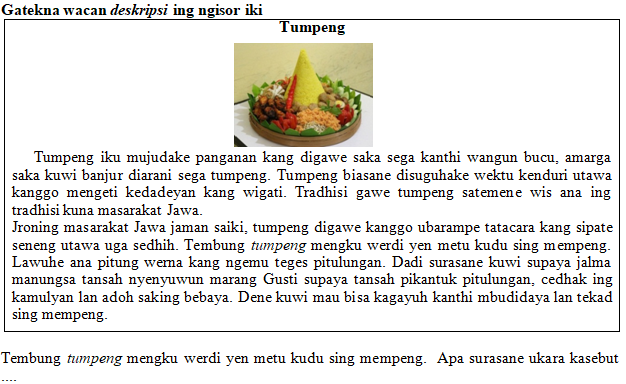 Gatekna wacan deskripsi ing ngisor iki
Tumpeng
Tumpeng iku mujudake panganan kang digawe saka sega kanthi wangun bucu, amarga
saka kuwi banjur diarani sega tumpeng. Tumpeng biasane disuguhake wektu kenduri utawa
kanggo mengeti kedadeyan kang wigati. Tradhisi gawe tumpeng satemene wis ana ing
tradhisi kuna masarakat Jawa.
Jroning masarakat Jawa jaman saiki, tumpeng digawe kanggo ubarampe tatacara kang sipate
seneng utawa uga sedhih. Tembung tumpeng mengku werdi yen metu kudu sing mempeng.
Lawuhe ana pitung werna kang ngemu teges pitulungan. Dadi surasane kuwi supaya jalma
manungsa tansah nyenyuwun marang Gusti supaya tansah pikantuk pitulungan, cedhak ing
kamulyan lan adoh saking bebaya. Dene kuwi mau bisa kagayuh kanthi mbudidaya lan tekad
sing mempeng.
Tembung tumpeng mengku werdi yen metu kudu sing mempeng. Apa surasane ukara kasebut
....